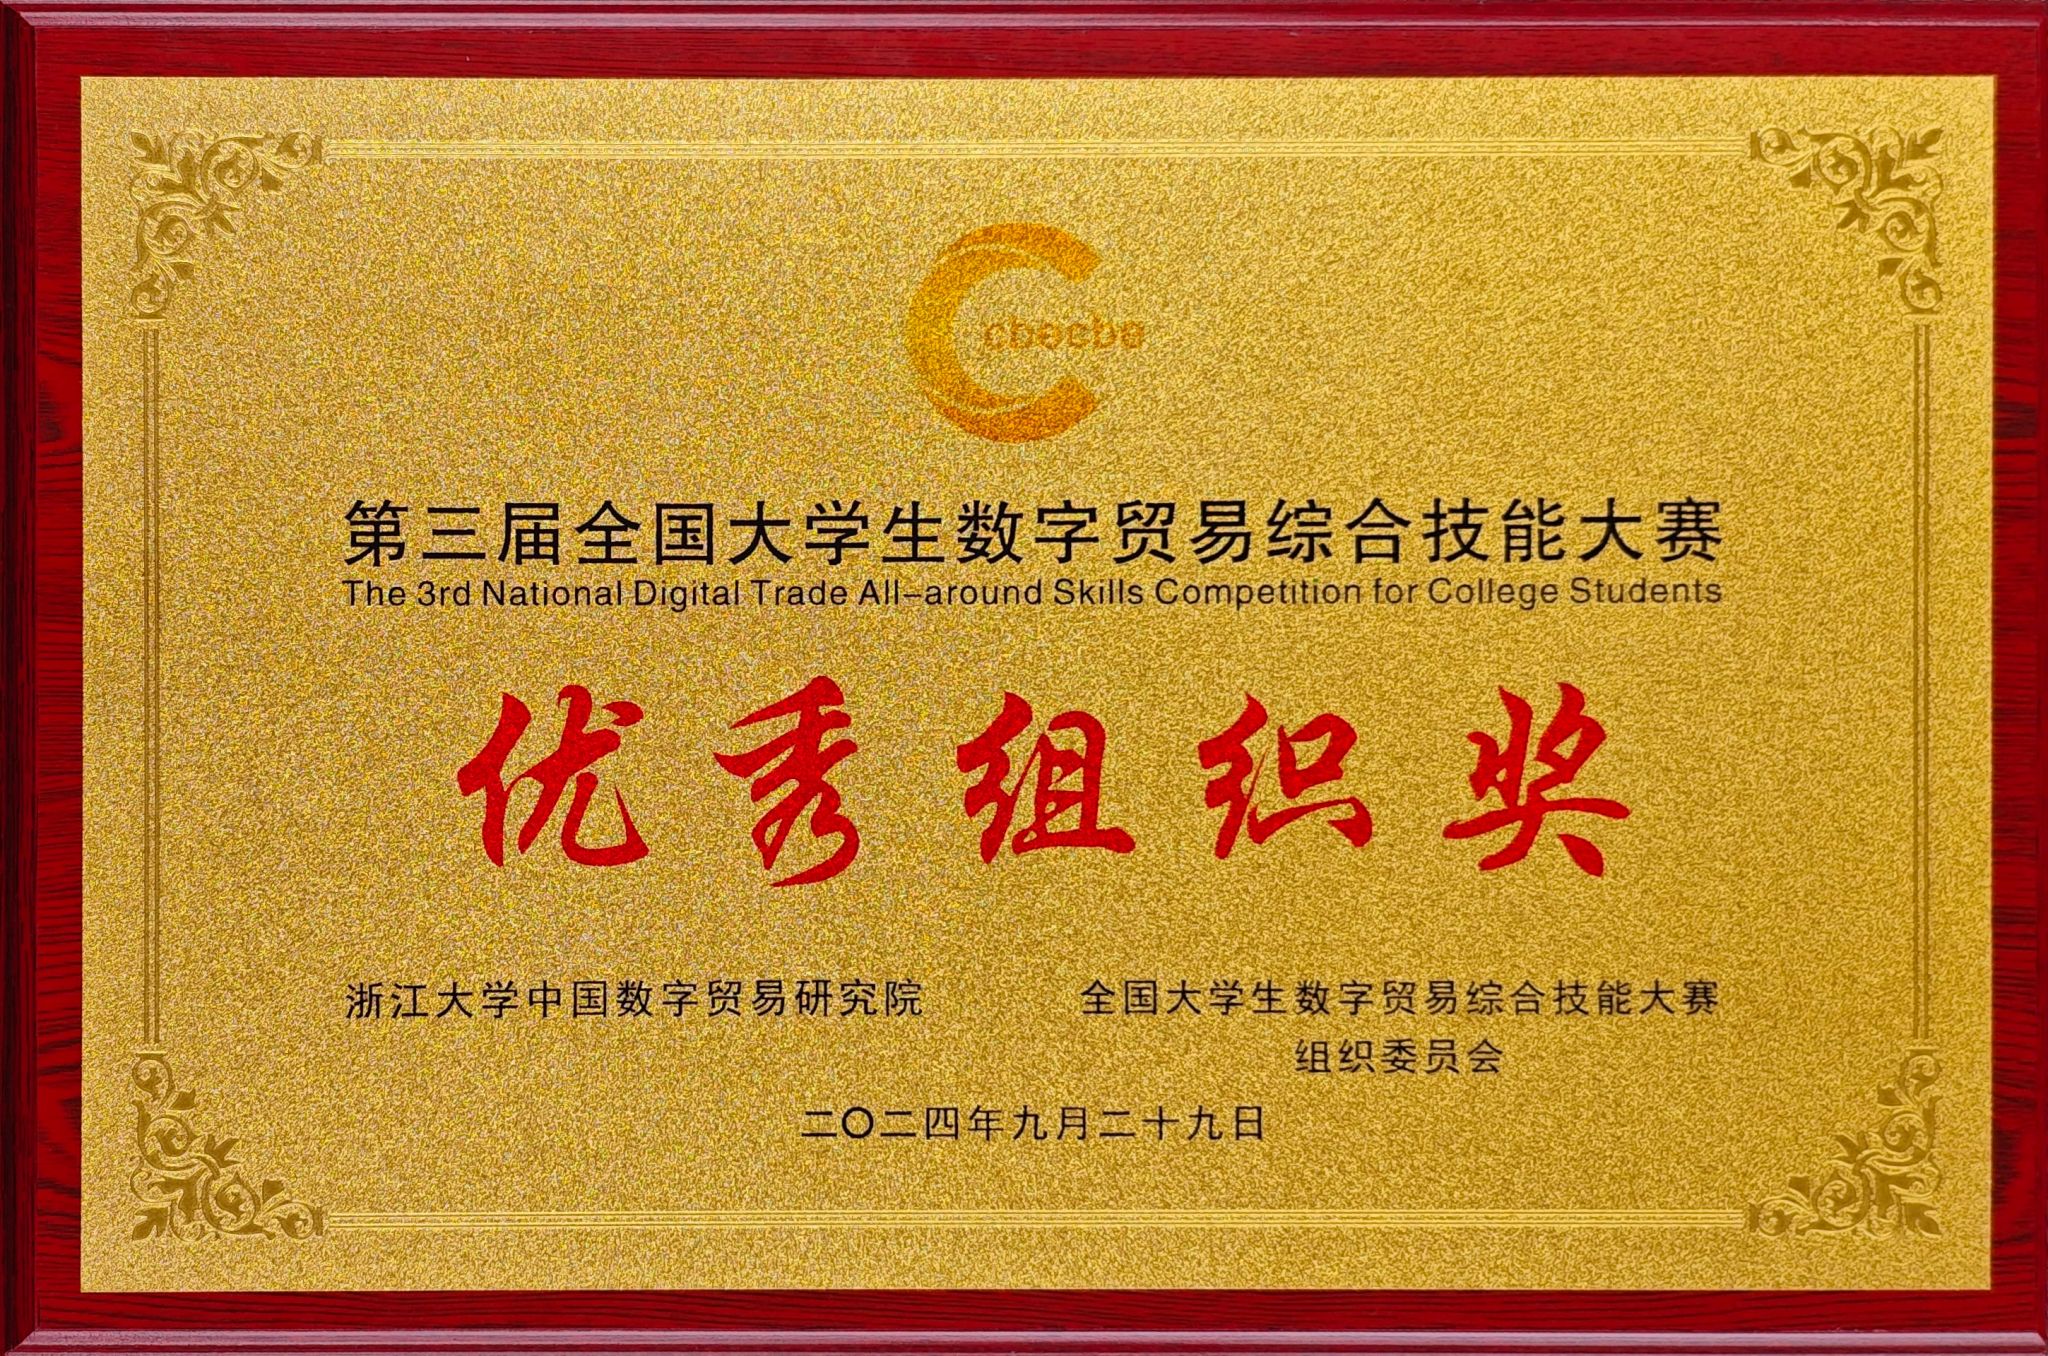 cbecbe
第三届全国大学生数字贸易综合技能大赛
The 3rd National Digital Trade All-around Skills Competition for College Students
优秀组织奖
浙江大学中国数字贸易研究院
全国大学生数字贸易综合技能大赛
组织委员会
二〇二四年九月二十九日